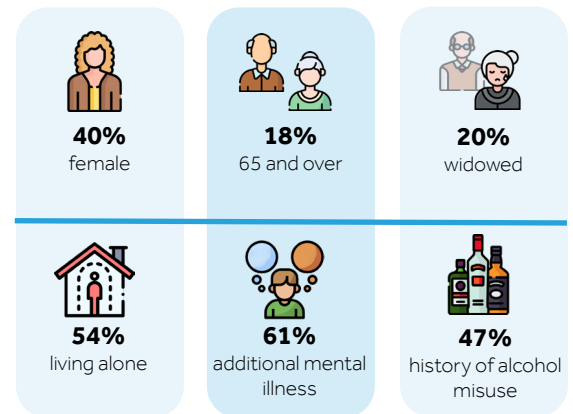 40%
female
18%
65 and over
20%
widowed
54%
living alone
61%
additional mental
illness
47%
history of alcohol
misuse